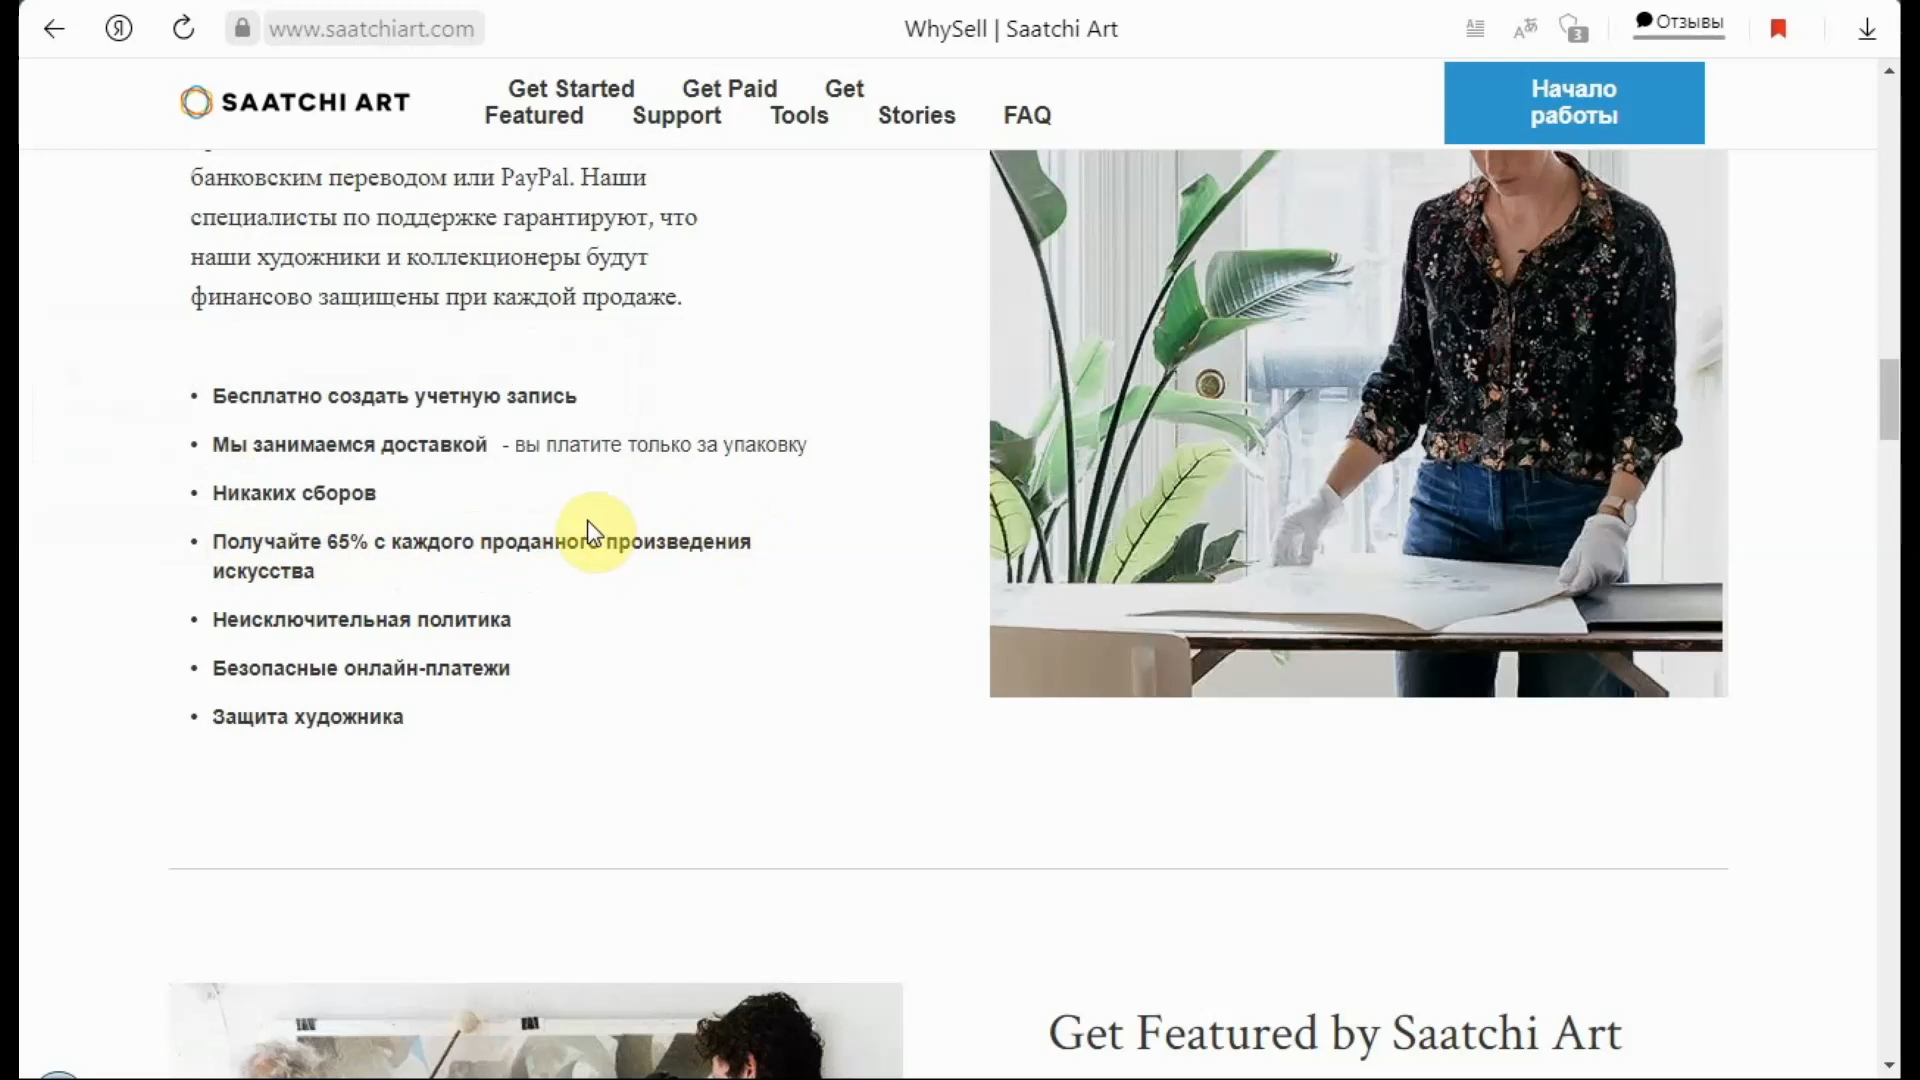 www.saatchiart.com
WhySell | Saatchi Art
3
Отзывы
SAATCHI ART
Get Started Get Paid Get
Featured Support Tools Stories FAQ
Начало
работы
банковским переводом или PayPal. Наши
специалисты по поддержке гарантируют, что
наши художники и коллекционеры будут
финансово защищены при каждой продаже.
• Бесплатно создать учетную запись
• Мы занимаемся доставкой - вы платите только за упаковку
• Никаких сборов
• Получайте 65% с каждого проданного произведения
искусства
• Неисключительная политика
• Безопасные онлайн-платежи
• Защита художника
Get Featured by Saatchi Art